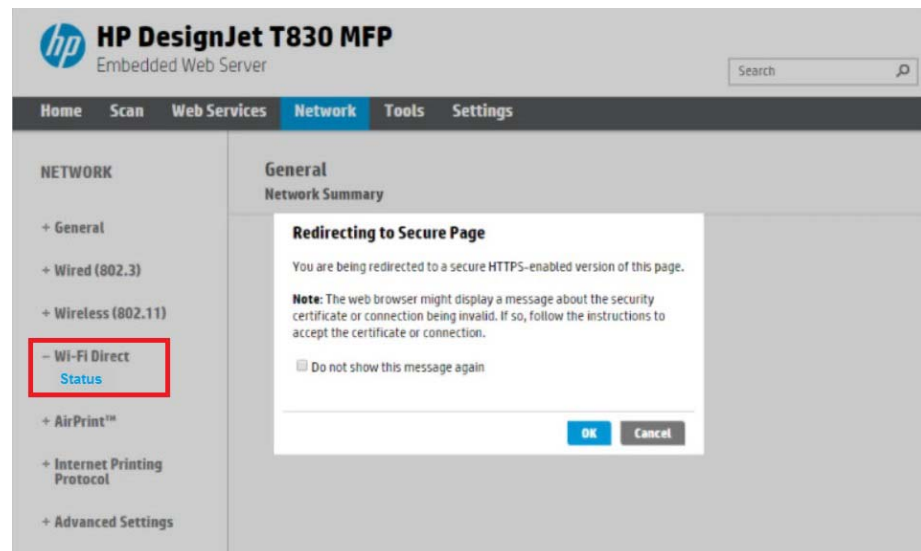 hp
HP DesignJet T830 MFP
Embedded Web Server
Search
Home Scan Web Services Network Tools Settings
NETWORK
+ General
+ Wired (802.3)
+ Wireless (802.11)
– Wi-Fi Direct
Status
+ AirPrint™
+ Internet Printing
Protocol
+ Advanced Settings
General
Network Summary
Redirecting to Secure Page
You are being redirected to a secure HTTPS-enabled version of this page.
Note: The web browser might display a message about the security
certificate or connection being invalid. If so, follow the instructions to
accept the certificate or connection.
Do not show this message again
OK Cancel